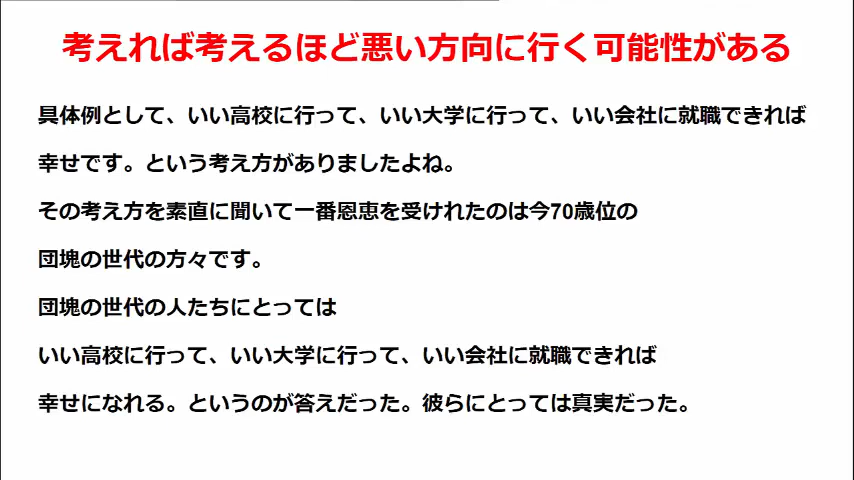 考えれば考えるほど悪い方向に行く可能性がある
具体例として、いい高校に行って、いい大学に行って、いい会社に就職できれば
幸せです。という考え方がありましたよね。
その考え方を素直に聞いて一番恩恵を受けれたのは今70歳位の
団塊の世代の方々です。
団塊の世代の人たちにとっては
いい高校に行って、いい大学に行って、いい会社に就職できれば
幸せになれる。というのが答えだった。彼らにとっては真実だった。